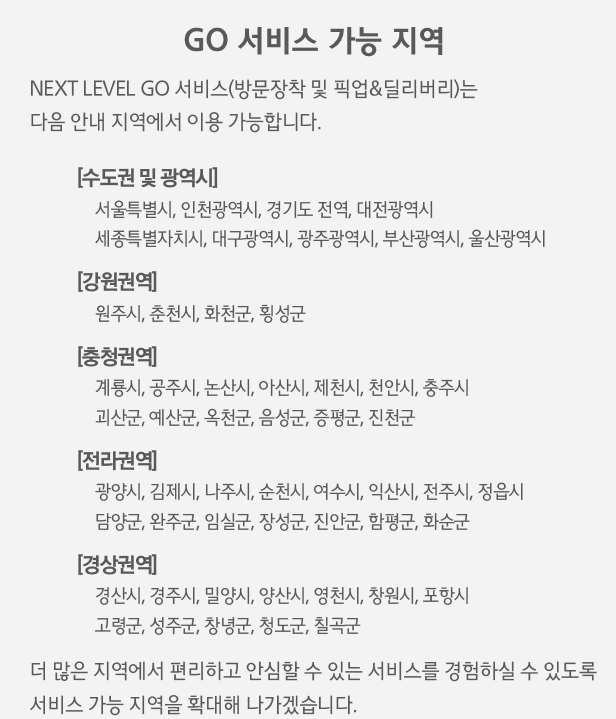 GO 서비스 가능 지역
NEXT LEVEL GO 서비스(방문장착 및 픽업&딜리버리)는
다음 안내 지역에서 이용 가능합니다.
[수도권 및 광역시]
서울특별시, 인천광역시, 경기도 전역, 대전광역시
세종특별자치시, 대구광역시, 광주광역시, 부산광역시, 울산광역시
[강원권역]
원주시, 춘천시, 화천군, 횡성군
[충청권역]
계룡시, 공주시, 논산시, 아산시, 제천시, 천안시, 충주시
괴산군, 예산군, 옥천군, 음성군, 증평군, 진천군
[전라권역]
광양시, 김제시, 나주시, 순천시, 여수시, 익산시, 전주시, 정읍시
담양군, 완주군, 임실군, 장성군, 진안군, 함평군, 화순군
[경상권역]
경산시, 경주시, 밀양시, 양산시, 영천시, 창원시, 포항시
고령군, 성주군, 창녕군, 청도군, 칠곡군
더 많은 지역에서 편리하고 안심할 수 있는 서비스를 경험하실 수 있도록
서비스 가능 지역을 확대해 나가겠습니다.